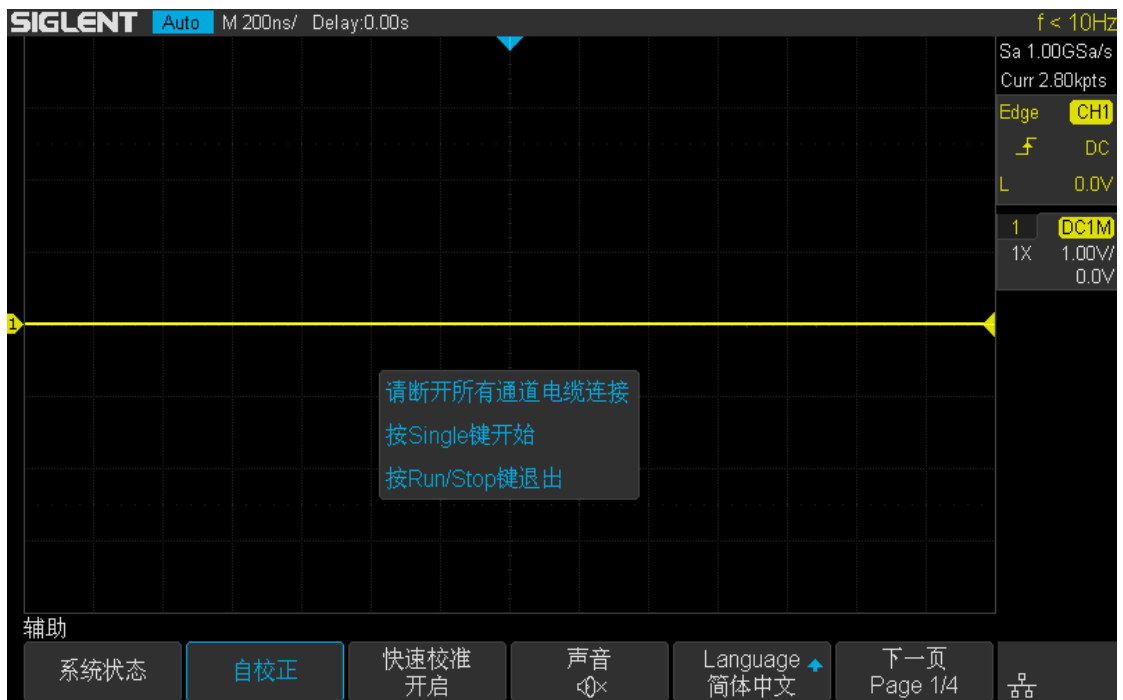 SIGLENT Auto M 200ns/ Delay:0.00s f < 10Hz
Sa 1.00GSa/s
Curr 2.80kpts
Edge CH1
DC
L 0.0V
1 DC1M
1X 1.00V/
0.0V
1
请断开所有通道电缆连接
按Single键开始
按Run/Stop键退出
辅助
系统状态
自校正
快速校准
开启
声音
Language
简体中文
下一页
Page 1/4